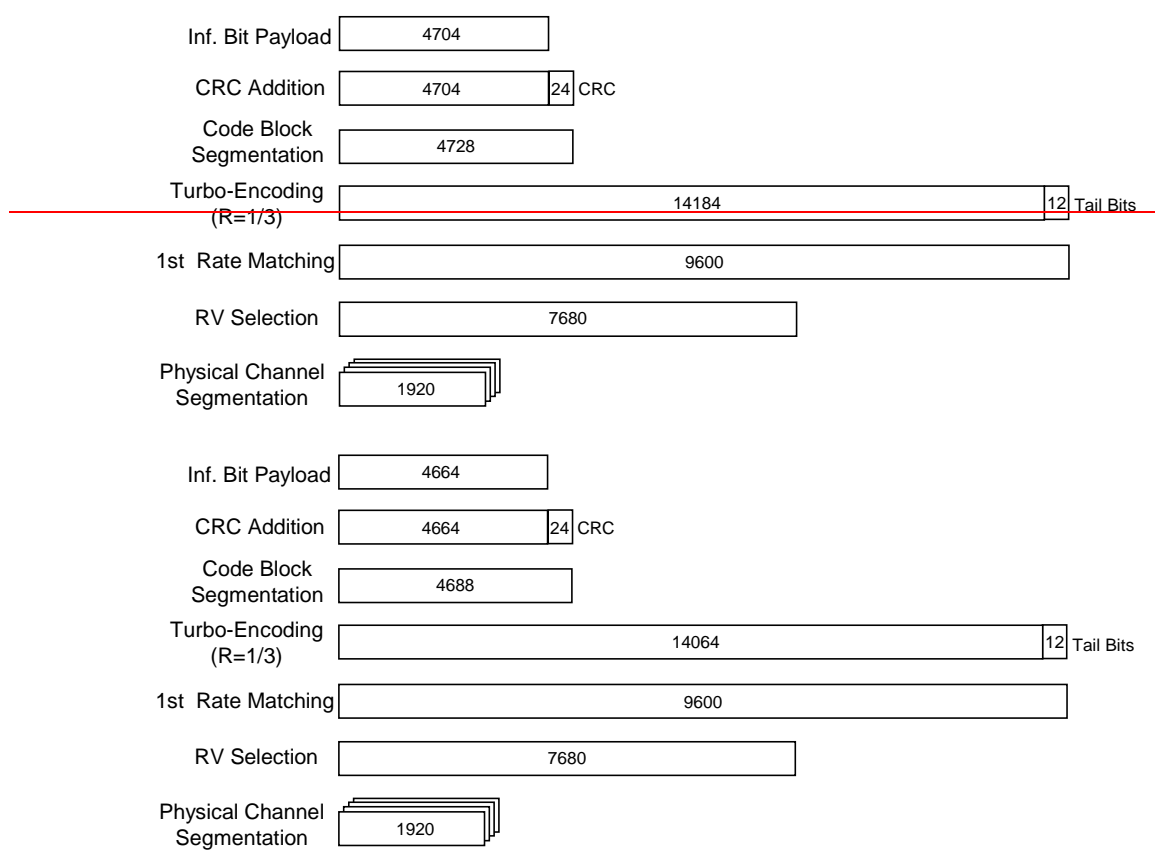 Inf. Bit Payload 4704
CRC Addition 4704 24 CRC
Code Block
Segmentation 4728
Turbo-Encoding
(R=1/3) 14184 12 Tail Bits
1st Rate Matching 9600
RV Selection 7680
Physical Channel
Segmentation 1920
Inf. Bit Payload 4664
CRC Addition 4664 24 CRC
Code Block
Segmentation 4688
Turbo-Encoding
(R=1/3) 14064 12 Tail Bits
1st Rate Matching 9600
RV Selection 7680
Physical Channel
Segmentation 1920